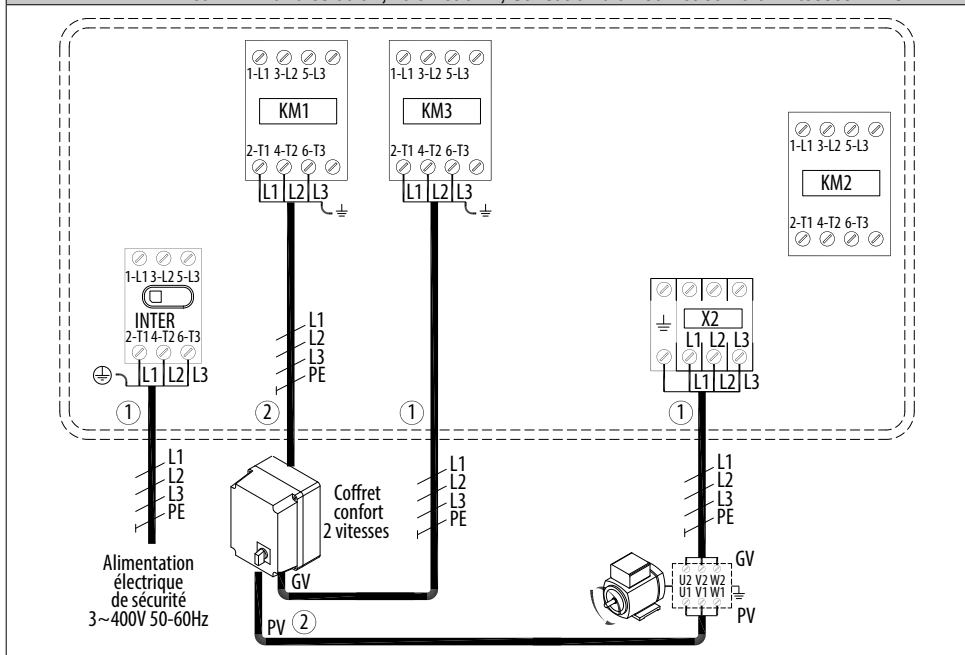 1-L1 3-L2 5-L3
KM1
2-T1 4-T2 6-T3
L1 L2 L3
1-L1 3-L2 5-L3
KM3
2-T1 4-T2 6-T3
L1 L2 L3
1-L1 3-L2 5-L3
KM2
2-T1 4-T2 6-T3
1-L1 3-L2 5-L3
INTER
2-T1 4-T2 6-T3
L1 L2 L3
X2
L1 L2 L3
L1 L2 L3
L1
L2
L3
PE
1
2
1
1
L1
L2
L3
PE
Coffret
confort
2 vitesses
L1
L2
L3
PE
L1
L2
L3
PE
Alimentation
électrique
de sécurité
3~400V 50-60Hz
GV
PV
2
GV
U2 V2 W2
U1 V1 W1
PV